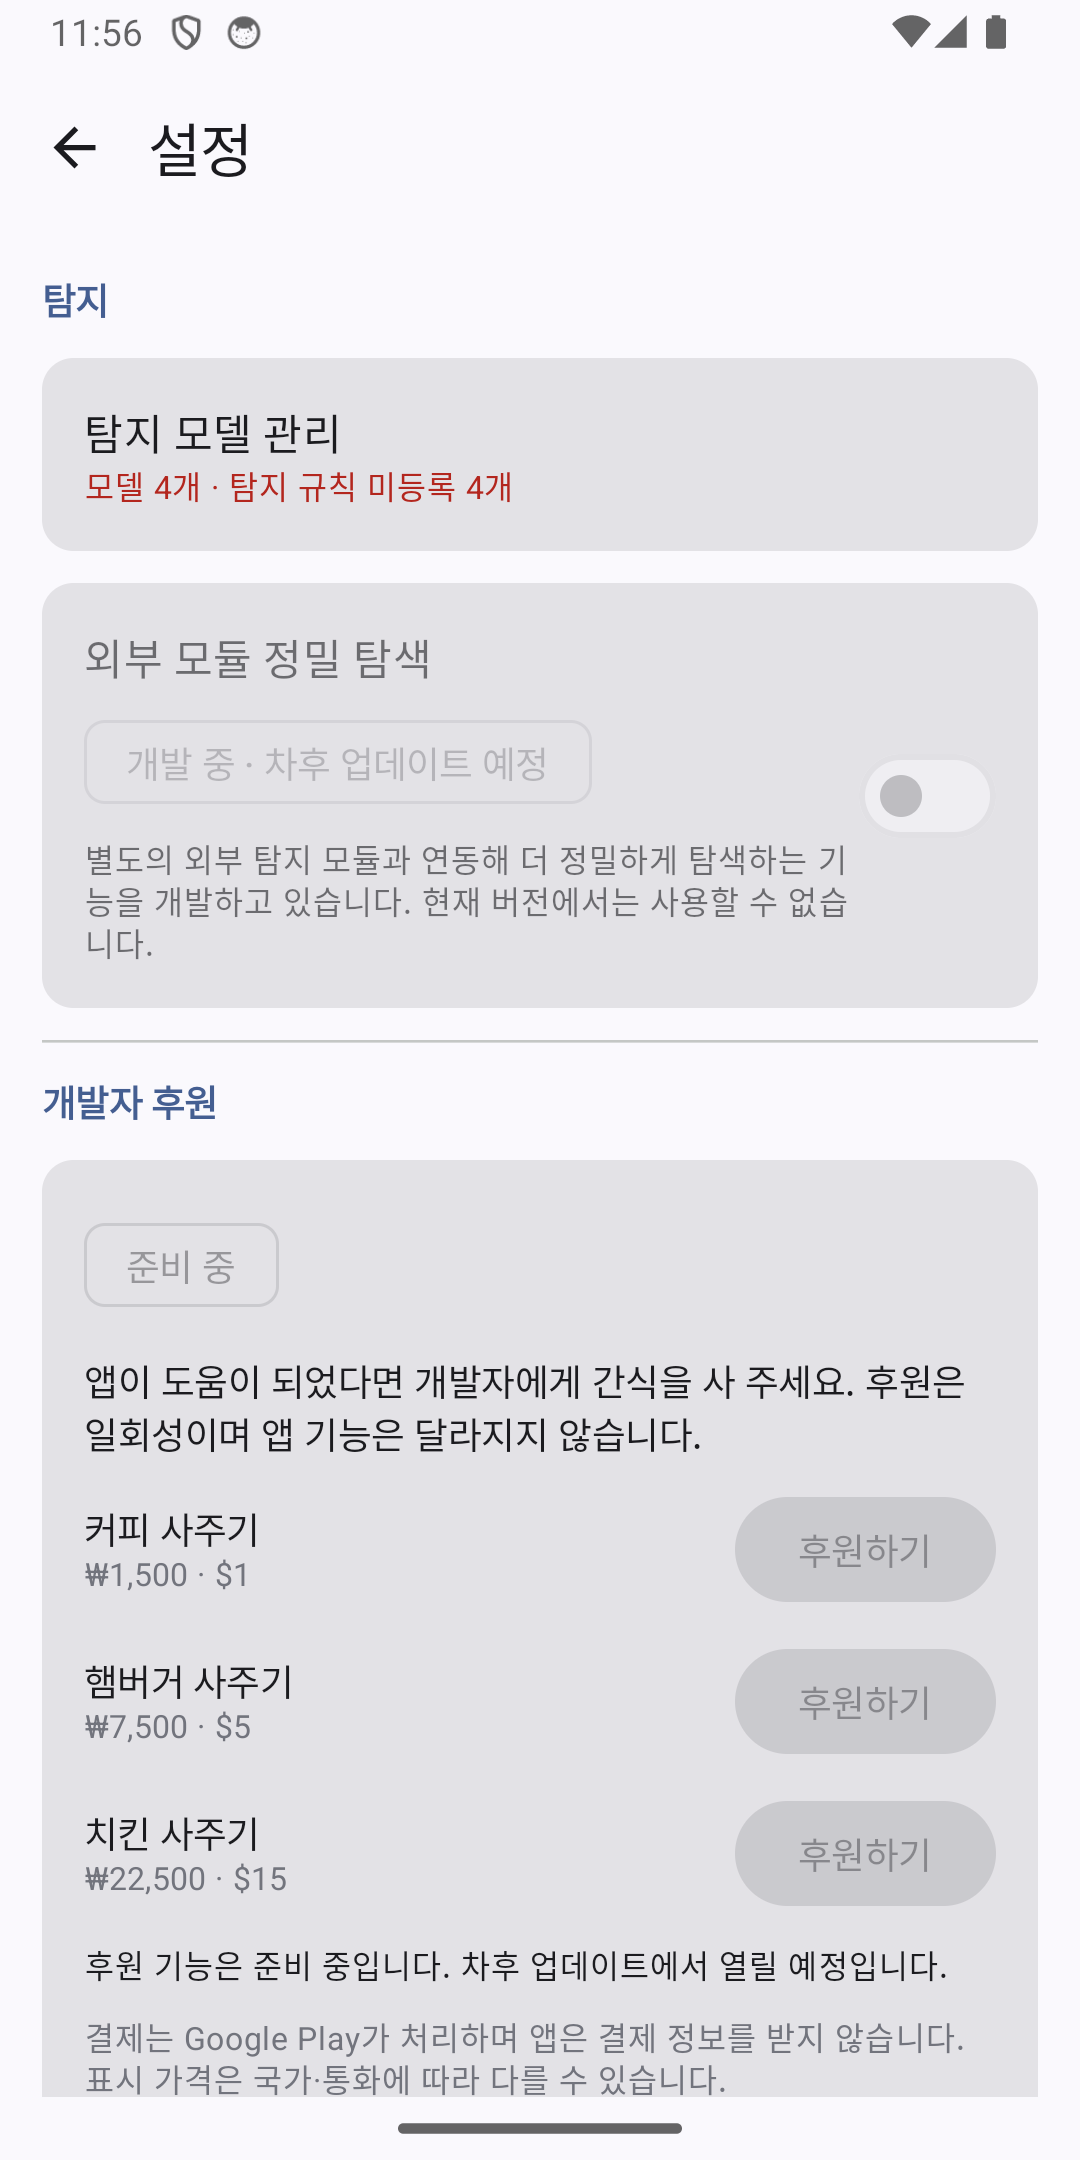 11:56
설정
탐지
탐지 모델 관리
모델 4개 · 탐지 규칙 미등록 4개
외부 모듈 정밀 탐색
개발 중 · 차후 업데이트 예정
별도의 외부 탐지 모듈과 연동해 더 정밀하게 탐색하는 기
능을 개발하고 있습니다. 현재 버전에서는 사용할 수 없습
니다.
개발자 후원
준비 중
앱이 도움이 되었다면 개발자에게 간식을 사 주세요. 후원은
일회성이며 앱 기능은 달라지지 않습니다.
커피 사주기
₩1,500 · $1
후원하기
햄버거 사주기
₩7,500 · $5
후원하기
치킨 사주기
₩22,500 · $15
후원하기
후원 기능은 준비 중입니다. 차후 업데이트에서 열릴 예정입니다.
결제는 Google Play가 처리하며 앱은 결제 정보를 받지 않습니다.
표시 가격은 국가·통화에 따라 다를 수 있습니다.